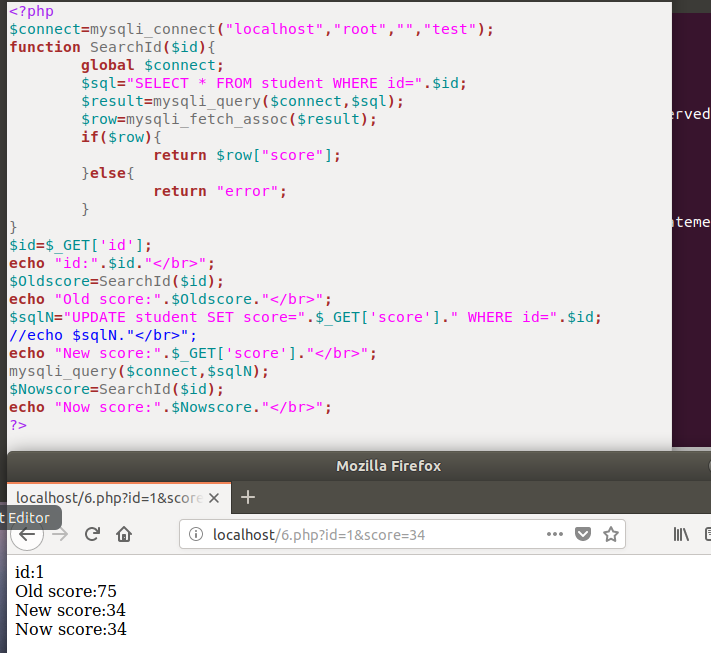 <?php
$connect=mysqli_connect("localhost","root","","test");
function SearchId($id){
        global $connect;
        $sql="SELECT * FROM student WHERE id=".$id;
        $result=mysqli_query($connect,$sql);
        $row=mysqli_fetch_assoc($result);
        if($row){
                return $row["score"];
        }else{
                return "error";
        }
}
$id=$_GET['id'];
echo "id:".$id."</br>";
$Oldscore=SearchId($id);
echo "Old score:".$Oldscore."</br>";
$sqlN="UPDATE student SET score=".$_GET['score']." WHERE id=".$id;
//echo $sqlN."</br>";
echo "New score:".$_GET['score']."</br>";
mysqli_query($connect,$sqlN);
$Nowscore=SearchId($id);
echo "Now score:".$Nowscore."</br>";
?>
erved
teme
Mozilla Firefox
localhost/6.php?id=1&score
t Editor
localhost/6.php?id=1&score=34
id:1
Old score:75
New score:34
Now score:34